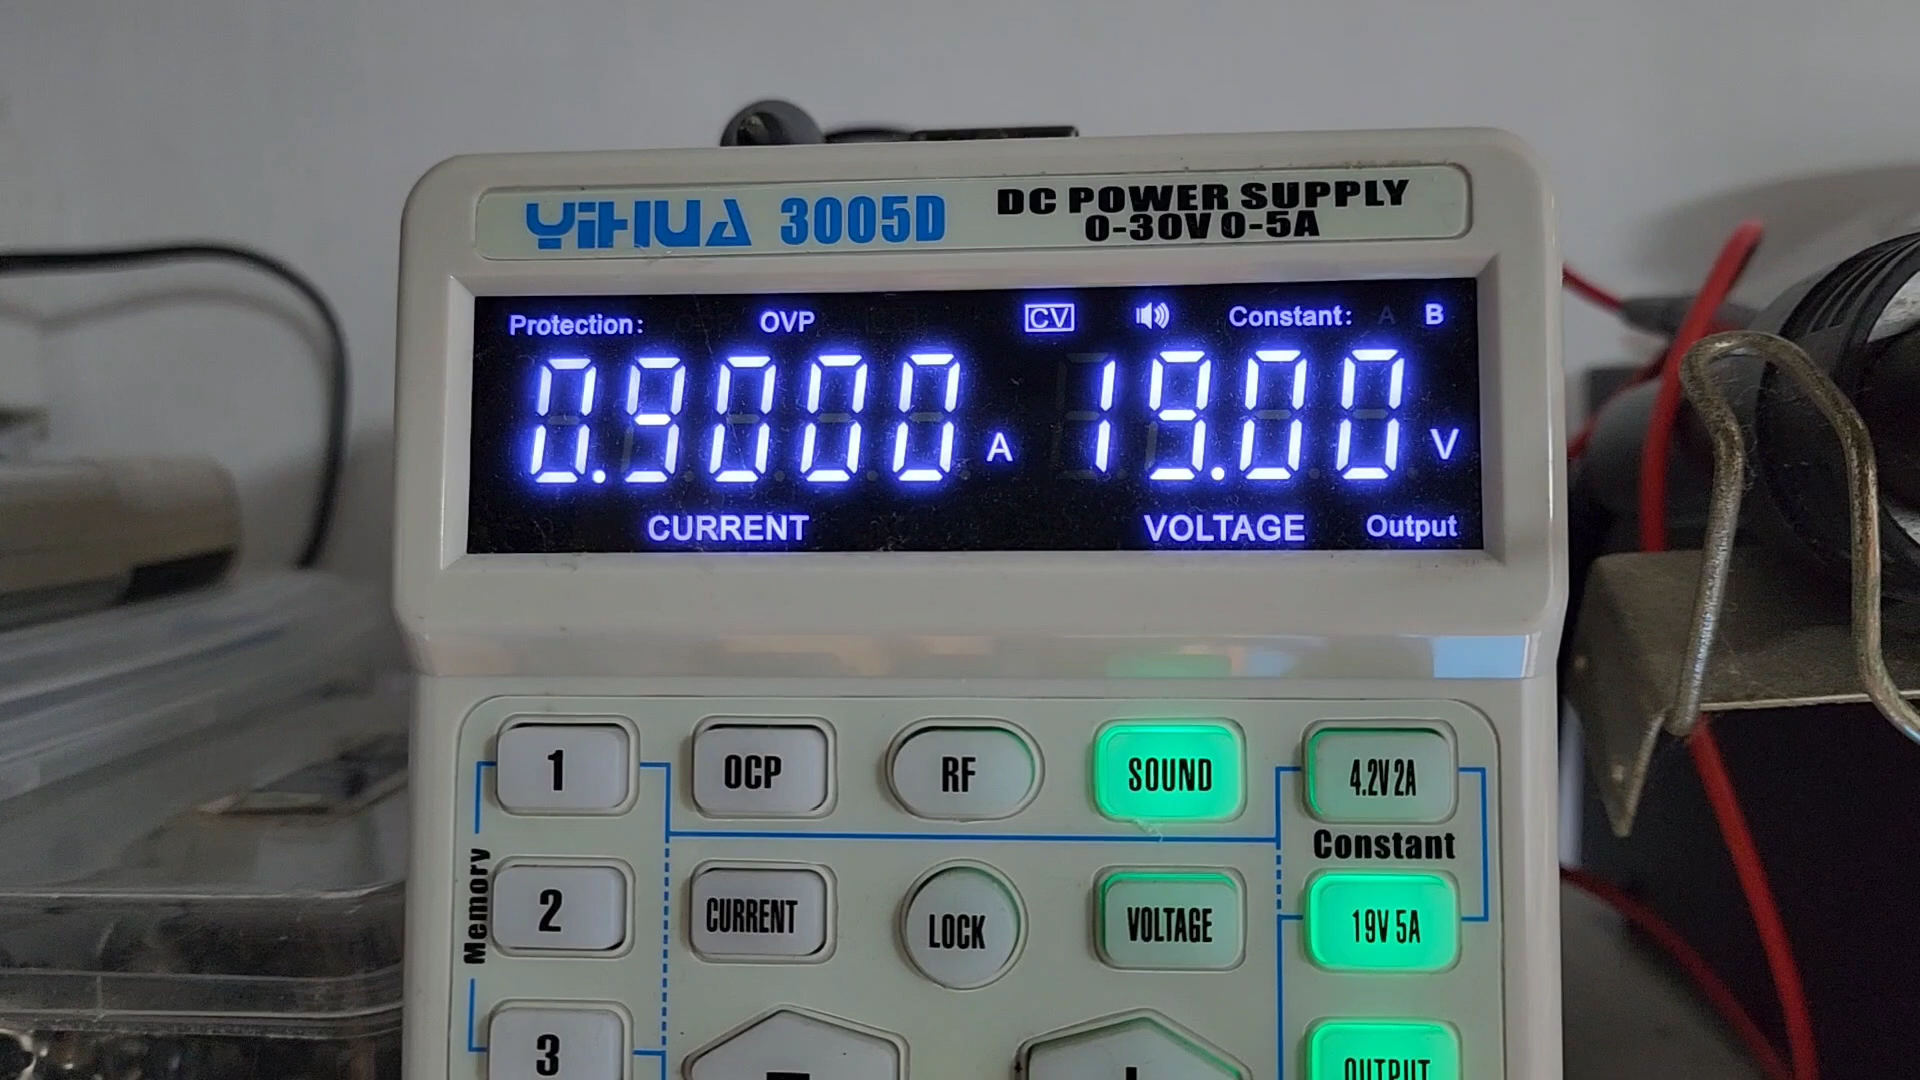 YIHUA 3005D
DC POWER SUPPLY
0-30V 0-5A
Protection: OVP CV Constant: A B
0.9000 A 19.00 V
CURRENT VOLTAGE Output
1 OCP RF SOUND 4.2V 2A
Constant
Memory
2 CURRENT LOCK VOLTAGE 19V 5A
3 OUTPUT